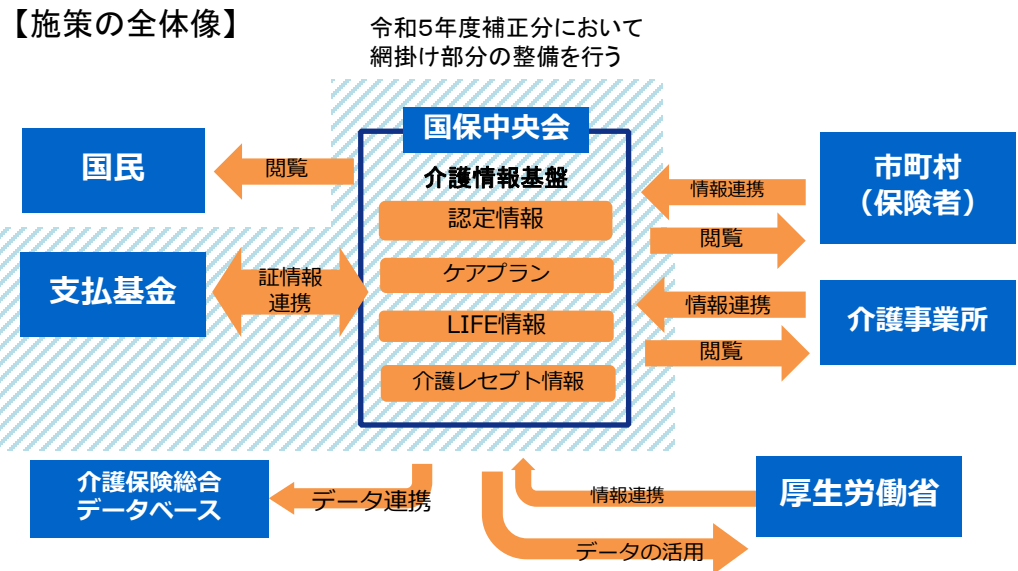 【施策の全体像】
令和5年度補正分において
網掛け部分の整備を行う
国保中央会
介護情報基盤
認定情報
ケアプラン
LIFE情報
介護レセプト情報
国民
閲覧
支払基金
証情報
連携
市町村
（保険者）
情報連携
閲覧
介護事業所
情報連携
閲覧
介護保険総合
データベース
データ連携
厚生労働省
情報連携
データの活用